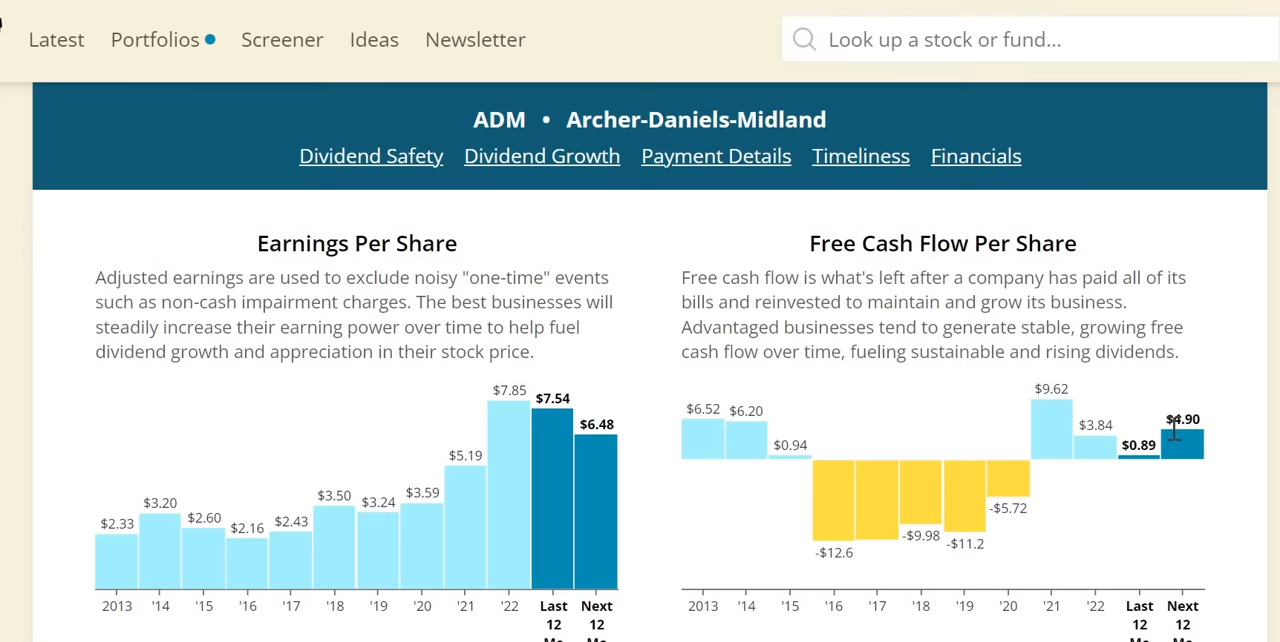 Latest Portfolios Screener Ideas Newsletter Look up a stock or fund...
ADM • Archer-Daniels-Midland
Dividend Safety Dividend Growth Payment Details Timeliness Financials
Earnings Per Share
Adjusted earnings are used to exclude noisy "one-time" events
such as non-cash impairment charges. The best businesses will
steadily increase their earning power over time to help fuel
dividend growth and appreciation in their stock price.
$2.33 $3.20 $2.60 $2.16 $2.43 $3.50 $3.24 $3.59 $5.19 $7.85 $7.54 $6.48
2013 '14 '15 '16 '17 '18 '19 '20 '21 '22 Last Next
12 12
Mo Mo
Free Cash Flow Per Share
Free cash flow is what's left after a company has paid all of its
bills and reinvested to maintain and grow its business.
Advantaged businesses tend to generate stable, growing free
cash flow over time, fueling sustainable and rising dividends.
$6.52 $6.20 $0.94 -$12.6 -$9.98 -$11.2 -$5.72 $9.62 $3.84 $0.89 $4.90
2013 '14 '15 '16 '17 '18 '19 '20 '21 '22 Last Next
12 12
Mo Mo